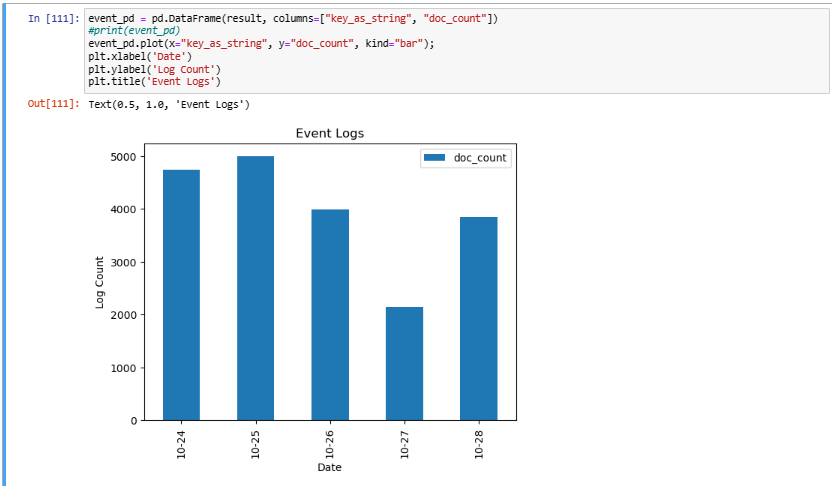 In [111]: event_pd = pd.DataFrame(result, columns=["key_as_string", "doc_count"])
#print(event_pd)
event_pd.plot(x="key_as_string", y="doc_count", kind="bar");
plt.xlabel('Date')
plt.ylabel('Log Count')
plt.title('Event Logs')
Out[111]: Text(0.5, 1.0, 'Event Logs')
Event Logs
doc_count
5000
4000
3000
2000
1000
0
Log Count
10-24
10-25
10-26
10-27
10-28
Date